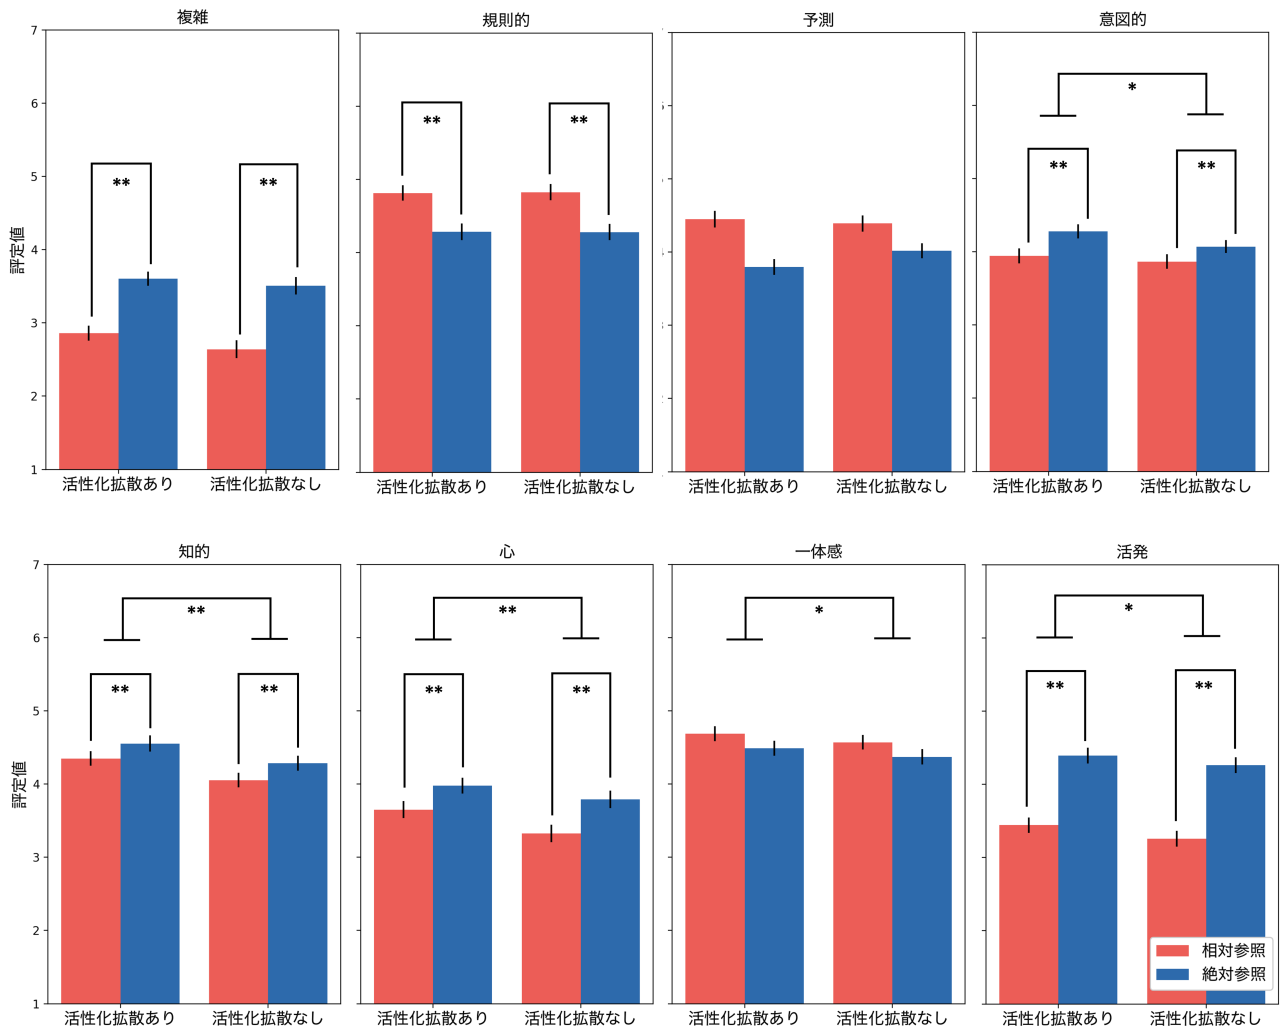 複雑
規則的
予測
意図的
7
6
5
4
3
2
1
評定値
**
**
**
**
*
**
**
活性化拡散あり
活性化拡散なし
活性化拡散あり
活性化拡散なし
活性化拡散あり
活性化拡散なし
活性化拡散あり
活性化拡散なし
知的
心
一体感
活発
7
6
5
4
3
2
1
評定値
**
**
**
**
**
**
*
*
**
**
相対参照
絶対参照
活性化拡散あり
活性化拡散なし
活性化拡散あり
活性化拡散なし
活性化拡散あり
活性化拡散なし
活性化拡散あり
活性化拡散なし